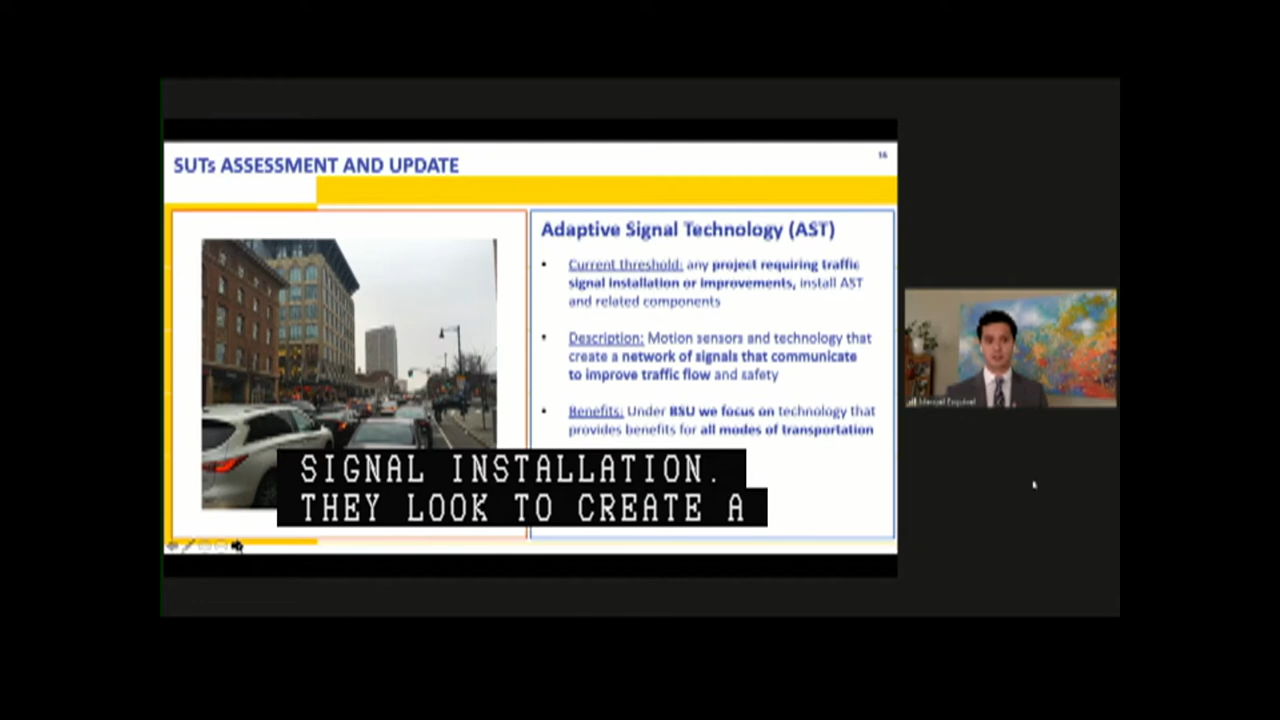 SUTs ASSESSMENT AND UPDATE
16
Adaptive Signal Technology (AST)
• Current threshold: any project requiring traffic
signal installation or improvements, install AST
and related components
• Description: Motion sensors and technology that
create a network of signals that communicate
to improve traffic flow and safety
• Benefits: Under BSU we focus on technology that
provides benefits for all modes of transportation
SIGNAL INSTALLATION.
THEY LOOK TO CREATE A
Esquivel